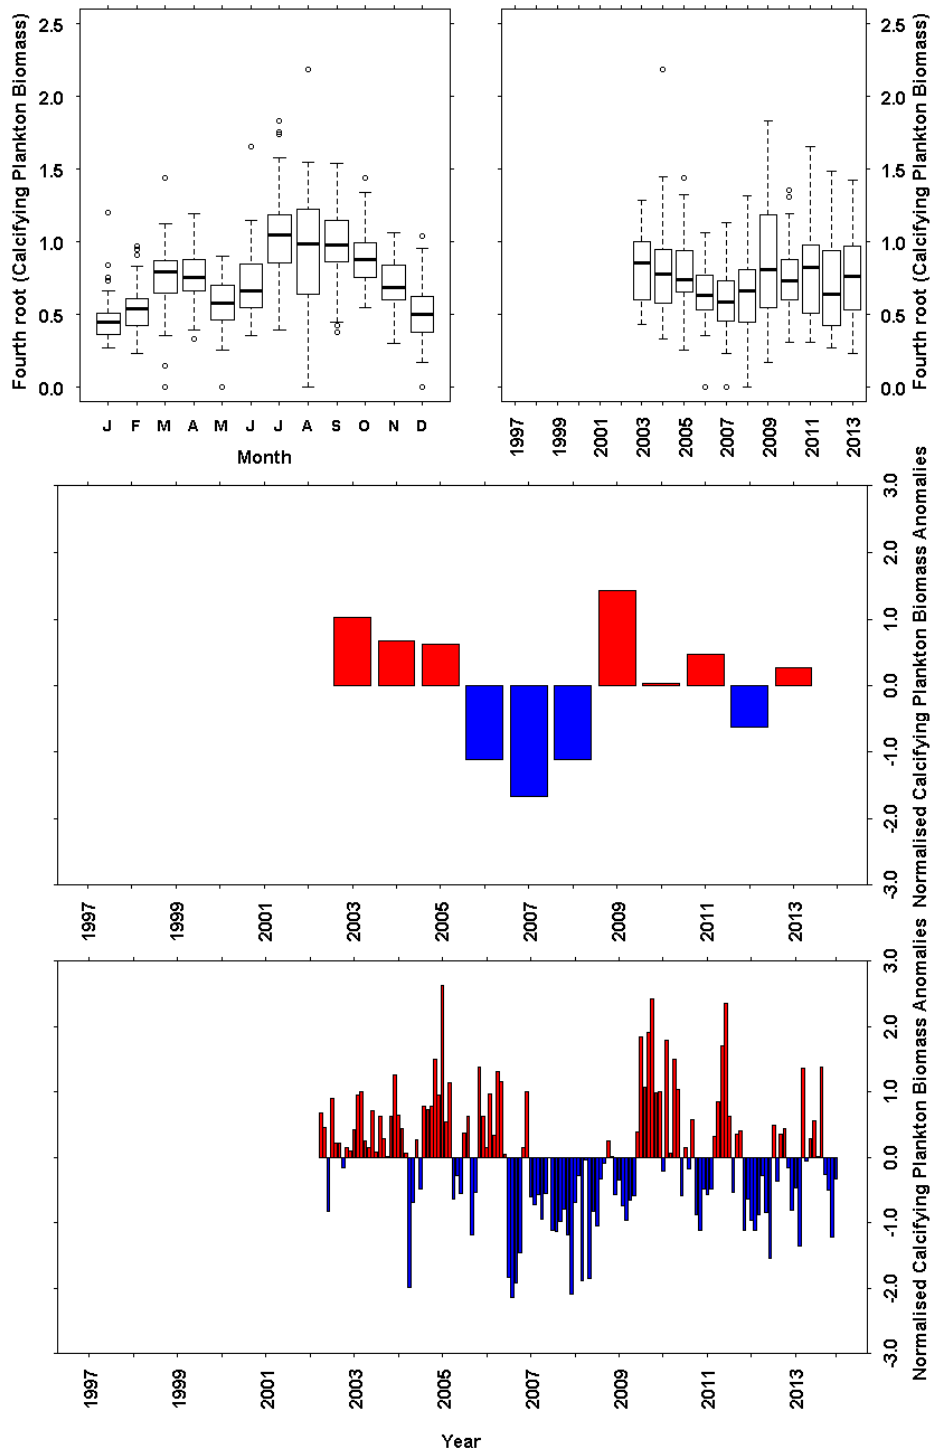 Fourth root (Calcifying Plankton Biomass)
2.5
2.0
1.5
1.0
0.5
0.0
J F M A M J J A S O N D
Month
2.5
2.0
1.5
1.0
0.5
0.0
Fourth root (Calcifying Plankton Biomass)
1997 1999 2001 2003 2005 2007 2009 2011 2013
3.0
2.0
1.0
0.0
-1.0
-2.0
-3.0
Normalised Calcifying Plankton Biomass Anomalies
1997 1999 2001 2003 2005 2007 2009 2011 2013
3.0
2.0
1.0
0.0
-1.0
-2.0
-3.0
Normalised Calcifying Plankton Biomass Anomalies
1997 1999 2001 2003 2005 2007 2009 2011 2013
Year